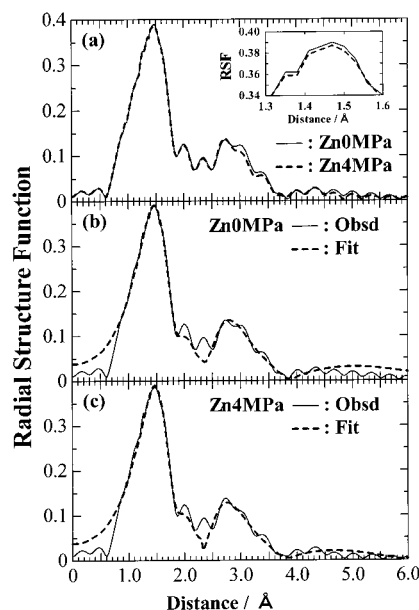 (a)
0.4
0.3
0.2
0.1
0
RSF
0.40
0.38
0.36
0.34
1.3 1.4 1.5 1.6
Distance / Å
: Zn0MPa
: Zn4MPa
Radial Structure Function
(b)
Zn0MPa
: Obsd
: Fit
0.3
0.2
0.1
0
(c)
Zn4MPa
: Obsd
: Fit
0.3
0.2
0.1
0
0.0 1.0 2.0 3.0 4.0 5.0 6.0
Distance / Å